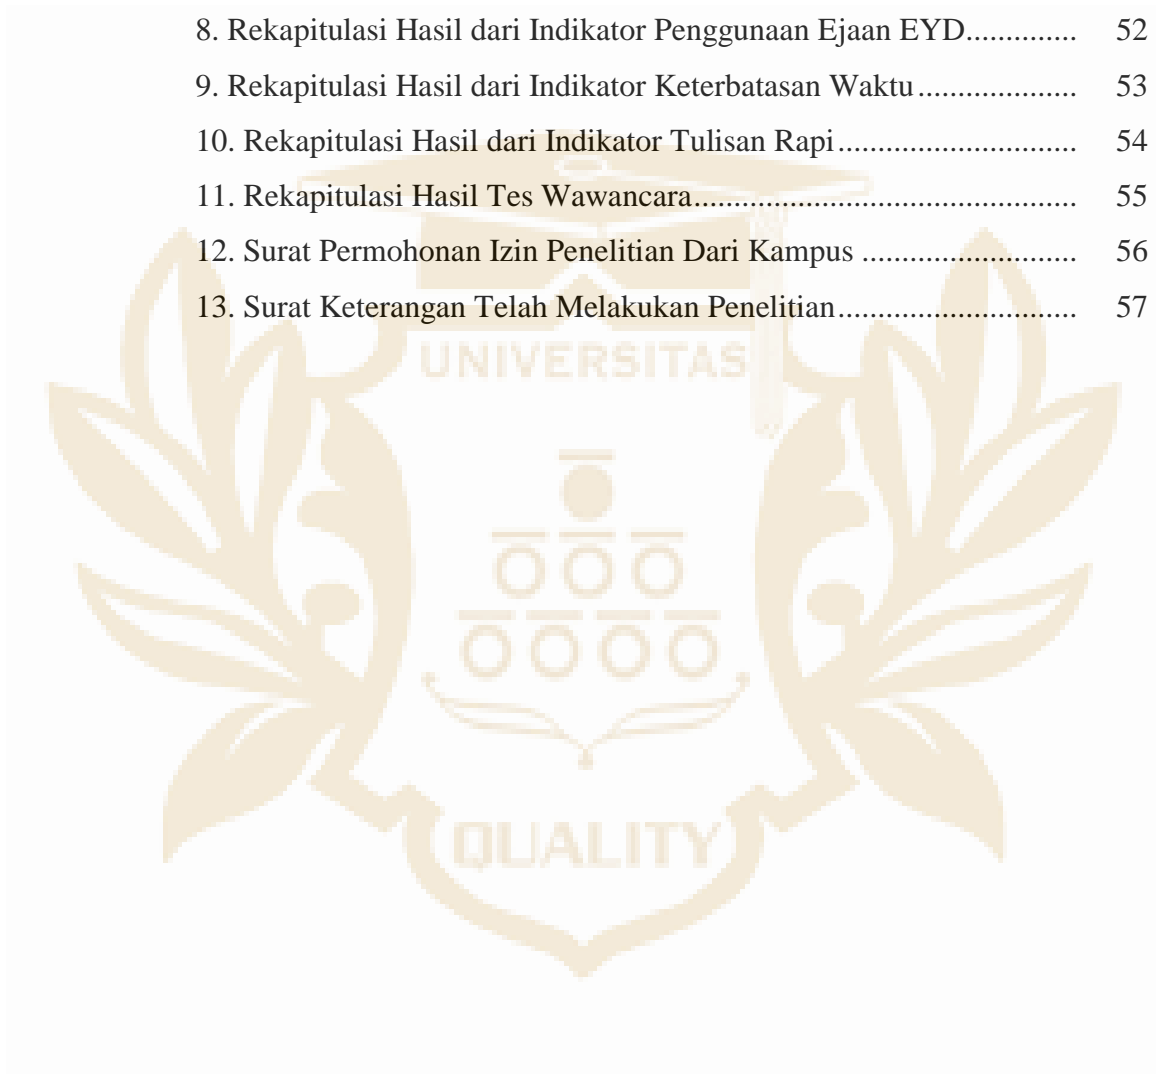 8. Rekapitulasi Hasil dari Indikator Penggunaan Ejaan EYD.............. 52
9. Rekapitulasi Hasil dari Indikator Keterbatasan Waktu................... 53
10. Rekapitulasi Hasil dari Indikator Tulisan Rapi............................ 54
11. Rekapitulasi Hasil Tes Wawancara............................................. 55
12. Surat Permohonan Izin Penelitian Dari Kampus ......................... 56
13. Surat Keterangan Telah Melakukan Penelitian............................ 57
UNIVERSITAS
QUALITY